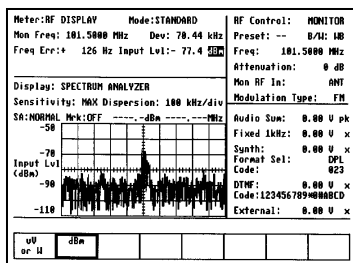 Meter:RF DISPLAY Mode:STANDARD
Mon Freq: 101.5000 MHz Dev: 70.44 kHz
Freq Err:+ 126 Hz Input Lvl:- 77.4 dBm
Display: SPECTRUM ANALYZER
Sensitivity: MAX Dispersion: 100 kHz/div
SA:NORMAL Mrk:OFF ----.-dBm ---.----MHz
-50
-70
Input Lvl
(dBm)
-90
-110
RF Control: MONITOR
Preset: -- B/W: WB
Freq: 101.5000 MHz
Attenuation: 0 dB
Mon RF In: ANT
Modulation Type: FM
Audio Sum: 0.00 V pk
Fixed 1kHz: 0.00 V x
Synth: 0.00 V x
Format Sel: DPL
Code: 023
DTMF: 0.00 V x
Code:123456789*0#ABCD
External: 0.00 V x
uV
or W
dBm